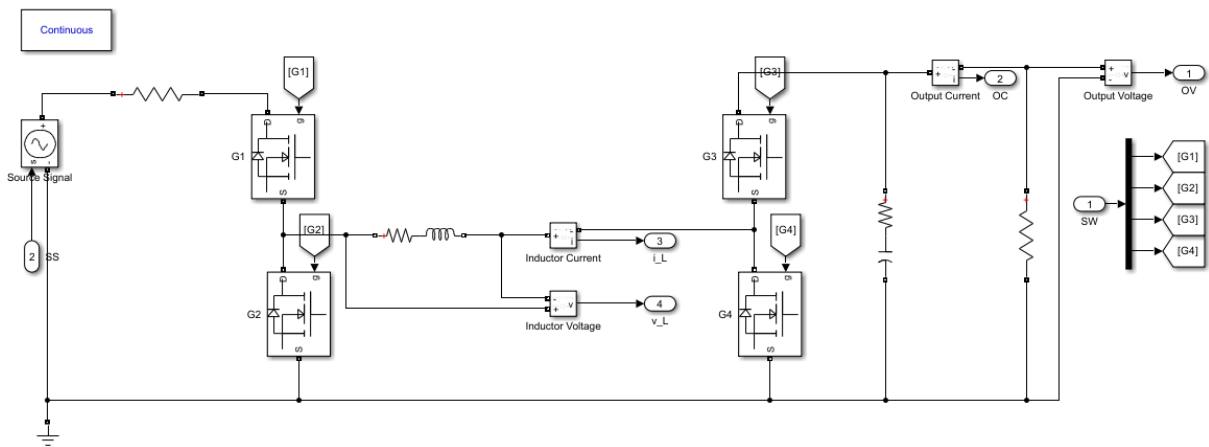 Continuous
[G1]
[G3]
+
-
i
Output Current
2
OC
+
-
v
Output Voltage
1
OV
+
s
-
Source Signal
2
SS
D
g
G1
S
D
g
G3
S
[G1]
[G2]
[G3]
[G4]
1
SW
[G2]
+
-
i
Inductor Current
3
i_L
[G4]
-
+
v
Inductor Voltage
4
v_L
D
g
G2
S
D
g
G4
S